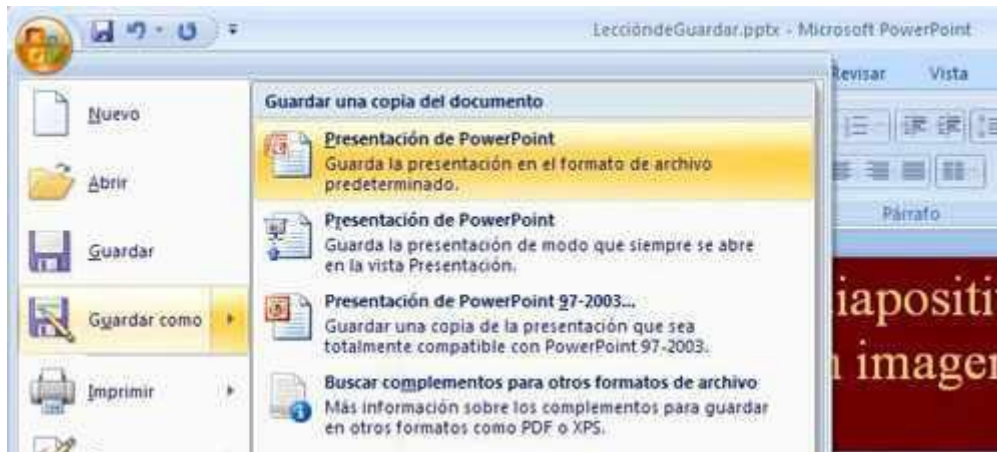 LeccióndeGuardar.pptx - Microsoft PowerPoint
Revisar Vista
Nuevo
Abrir
Guardar
Guardar como
Imprimir
Guardar una copia del documento
Presentación de PowerPoint
Guarda la presentación en el formato de archivo
predeterminado.
Presentación de PowerPoint
Guarda la presentación de modo que siempre se abre
en la vista Presentación.
Presentación de PowerPoint 97-2003...
Guardar una copia de la presentación que sea
totalmente compatible con PowerPoint 97-2003.
Buscar complementos para otros formatos de archivo
Más información sobre los complementos para guardar
en otros formatos como PDF o XPS.
Párrafo
iapositi
imagen